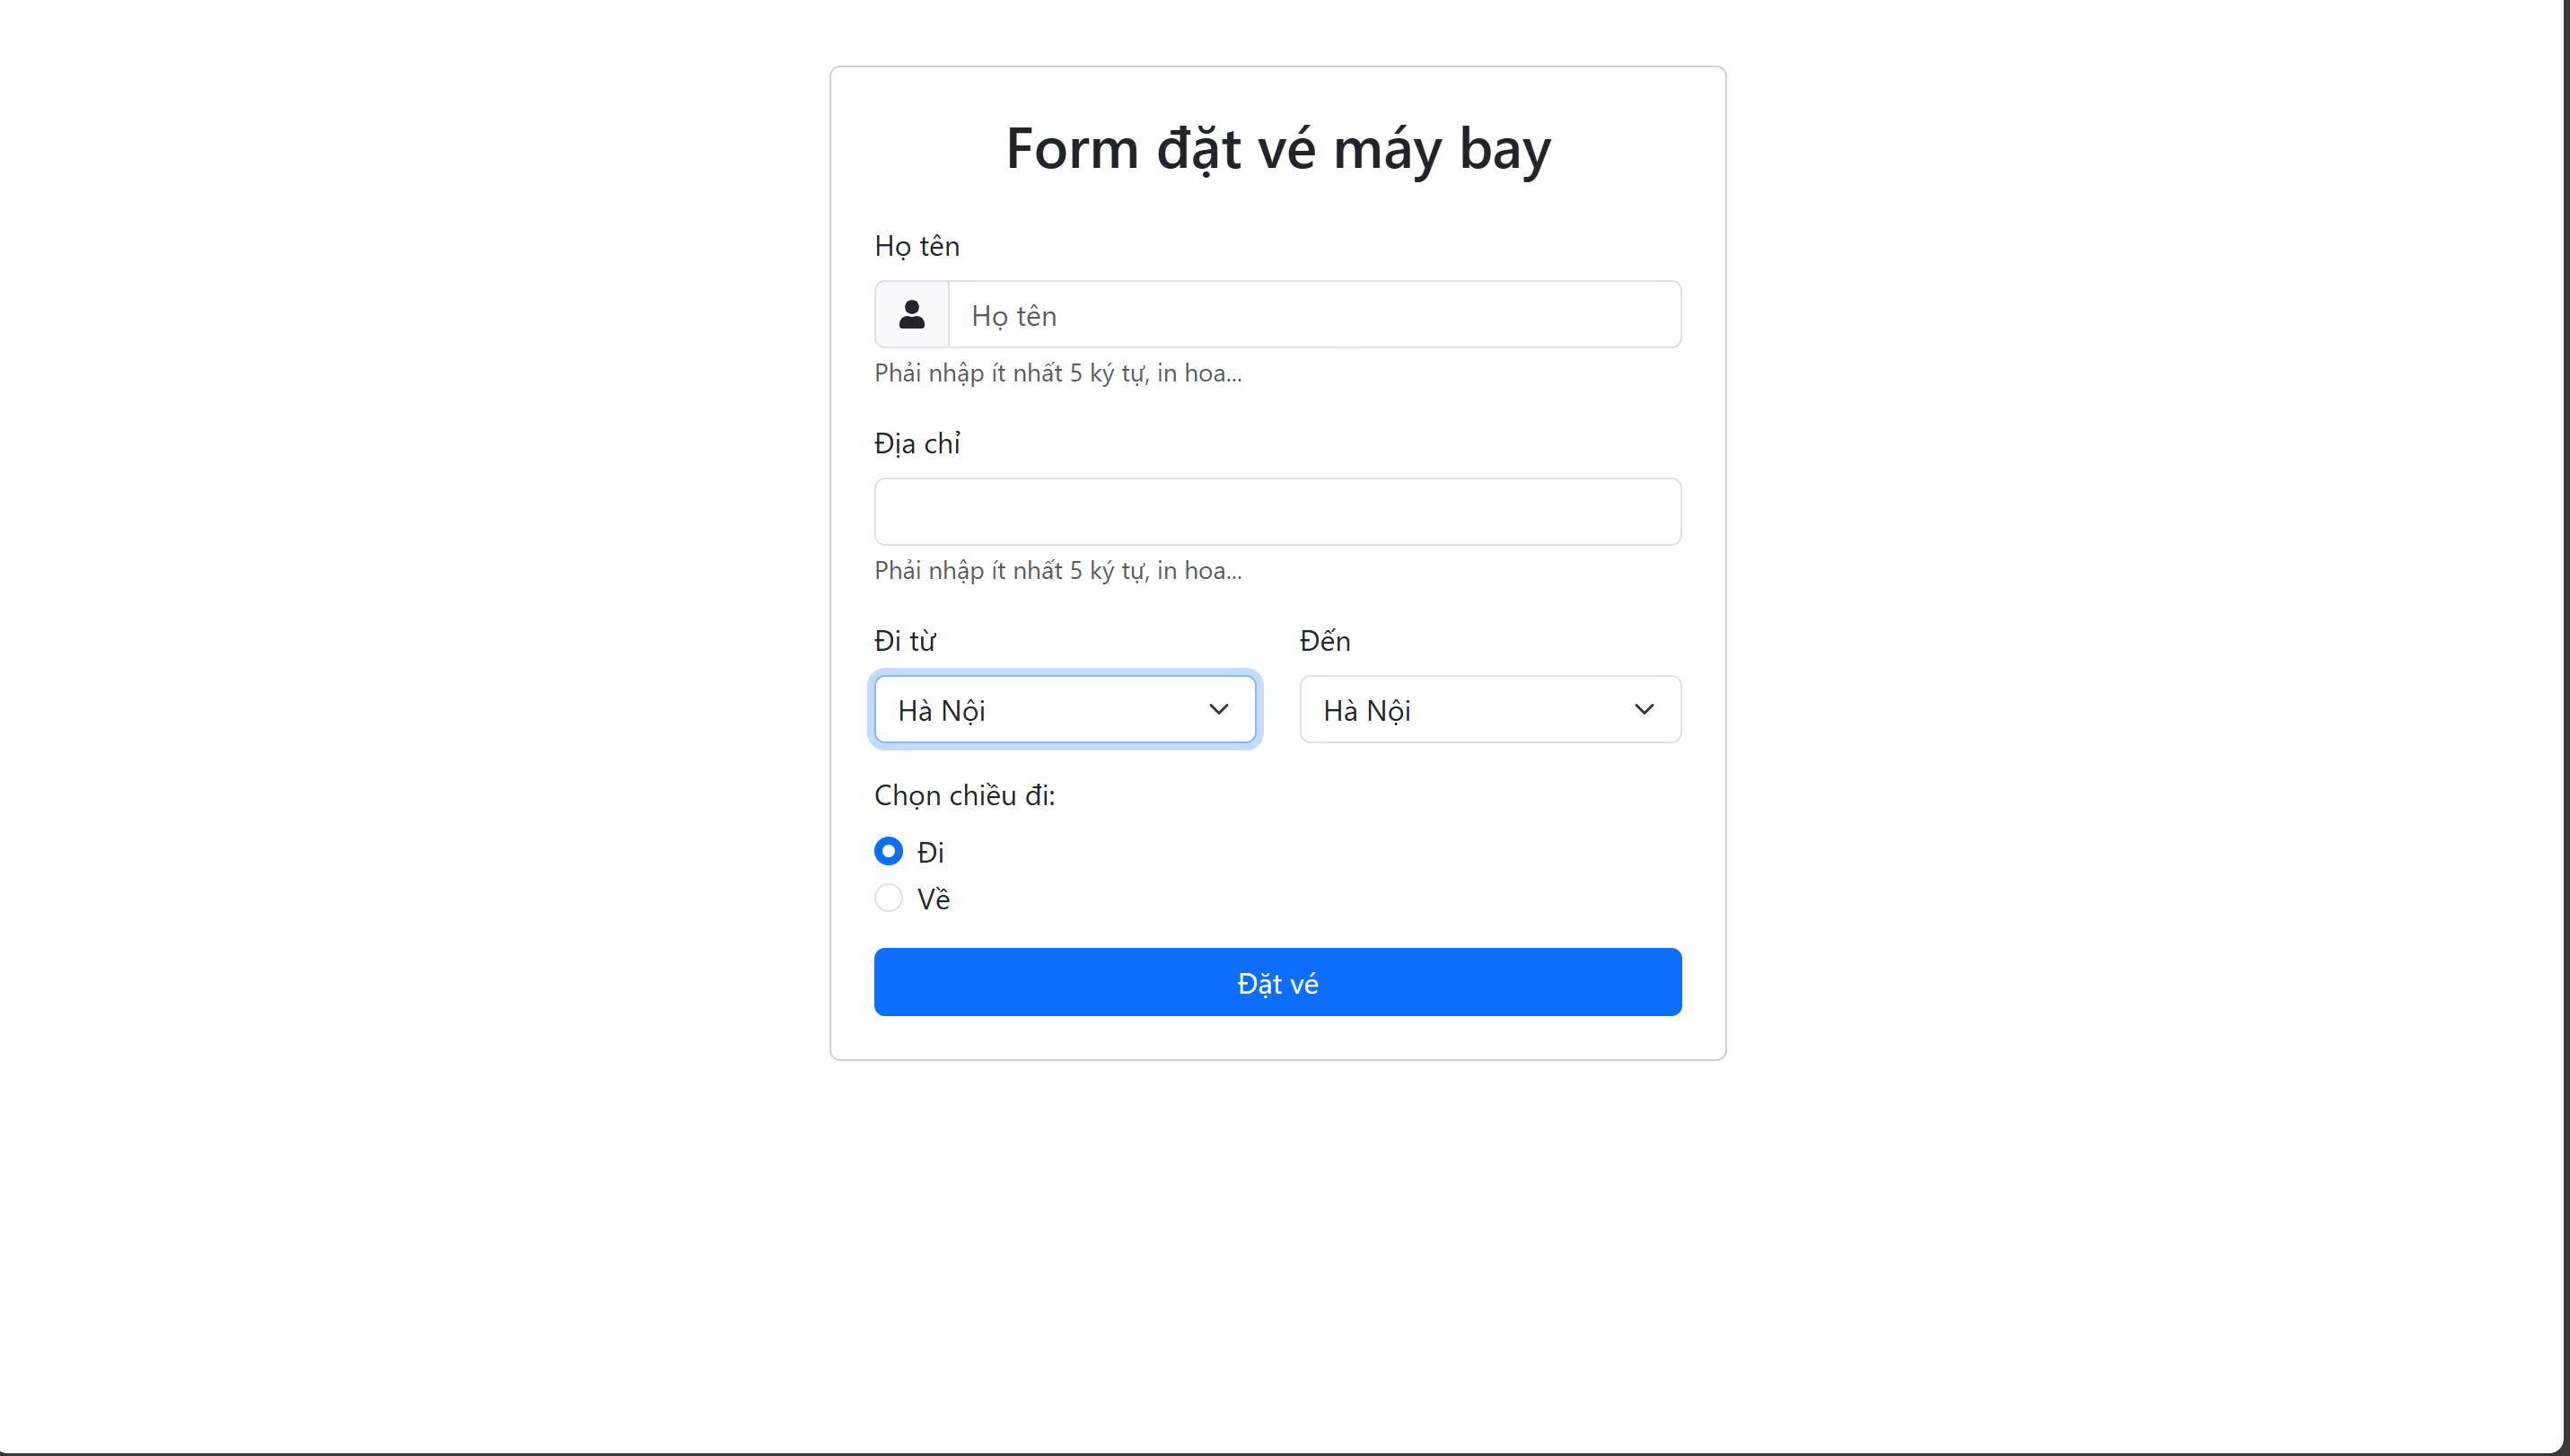 Form đặt vé máy bay
Họ tên
Họ tên
Phải nhập ít nhất 5 ký tự, in hoa...
Địa chỉ
Phải nhập ít nhất 5 ký tự, in hoa...
Đi từ
Đến
Hà Nội
Hà Nội
Chọn chiều đi:
Đi
Về
Đặt vé